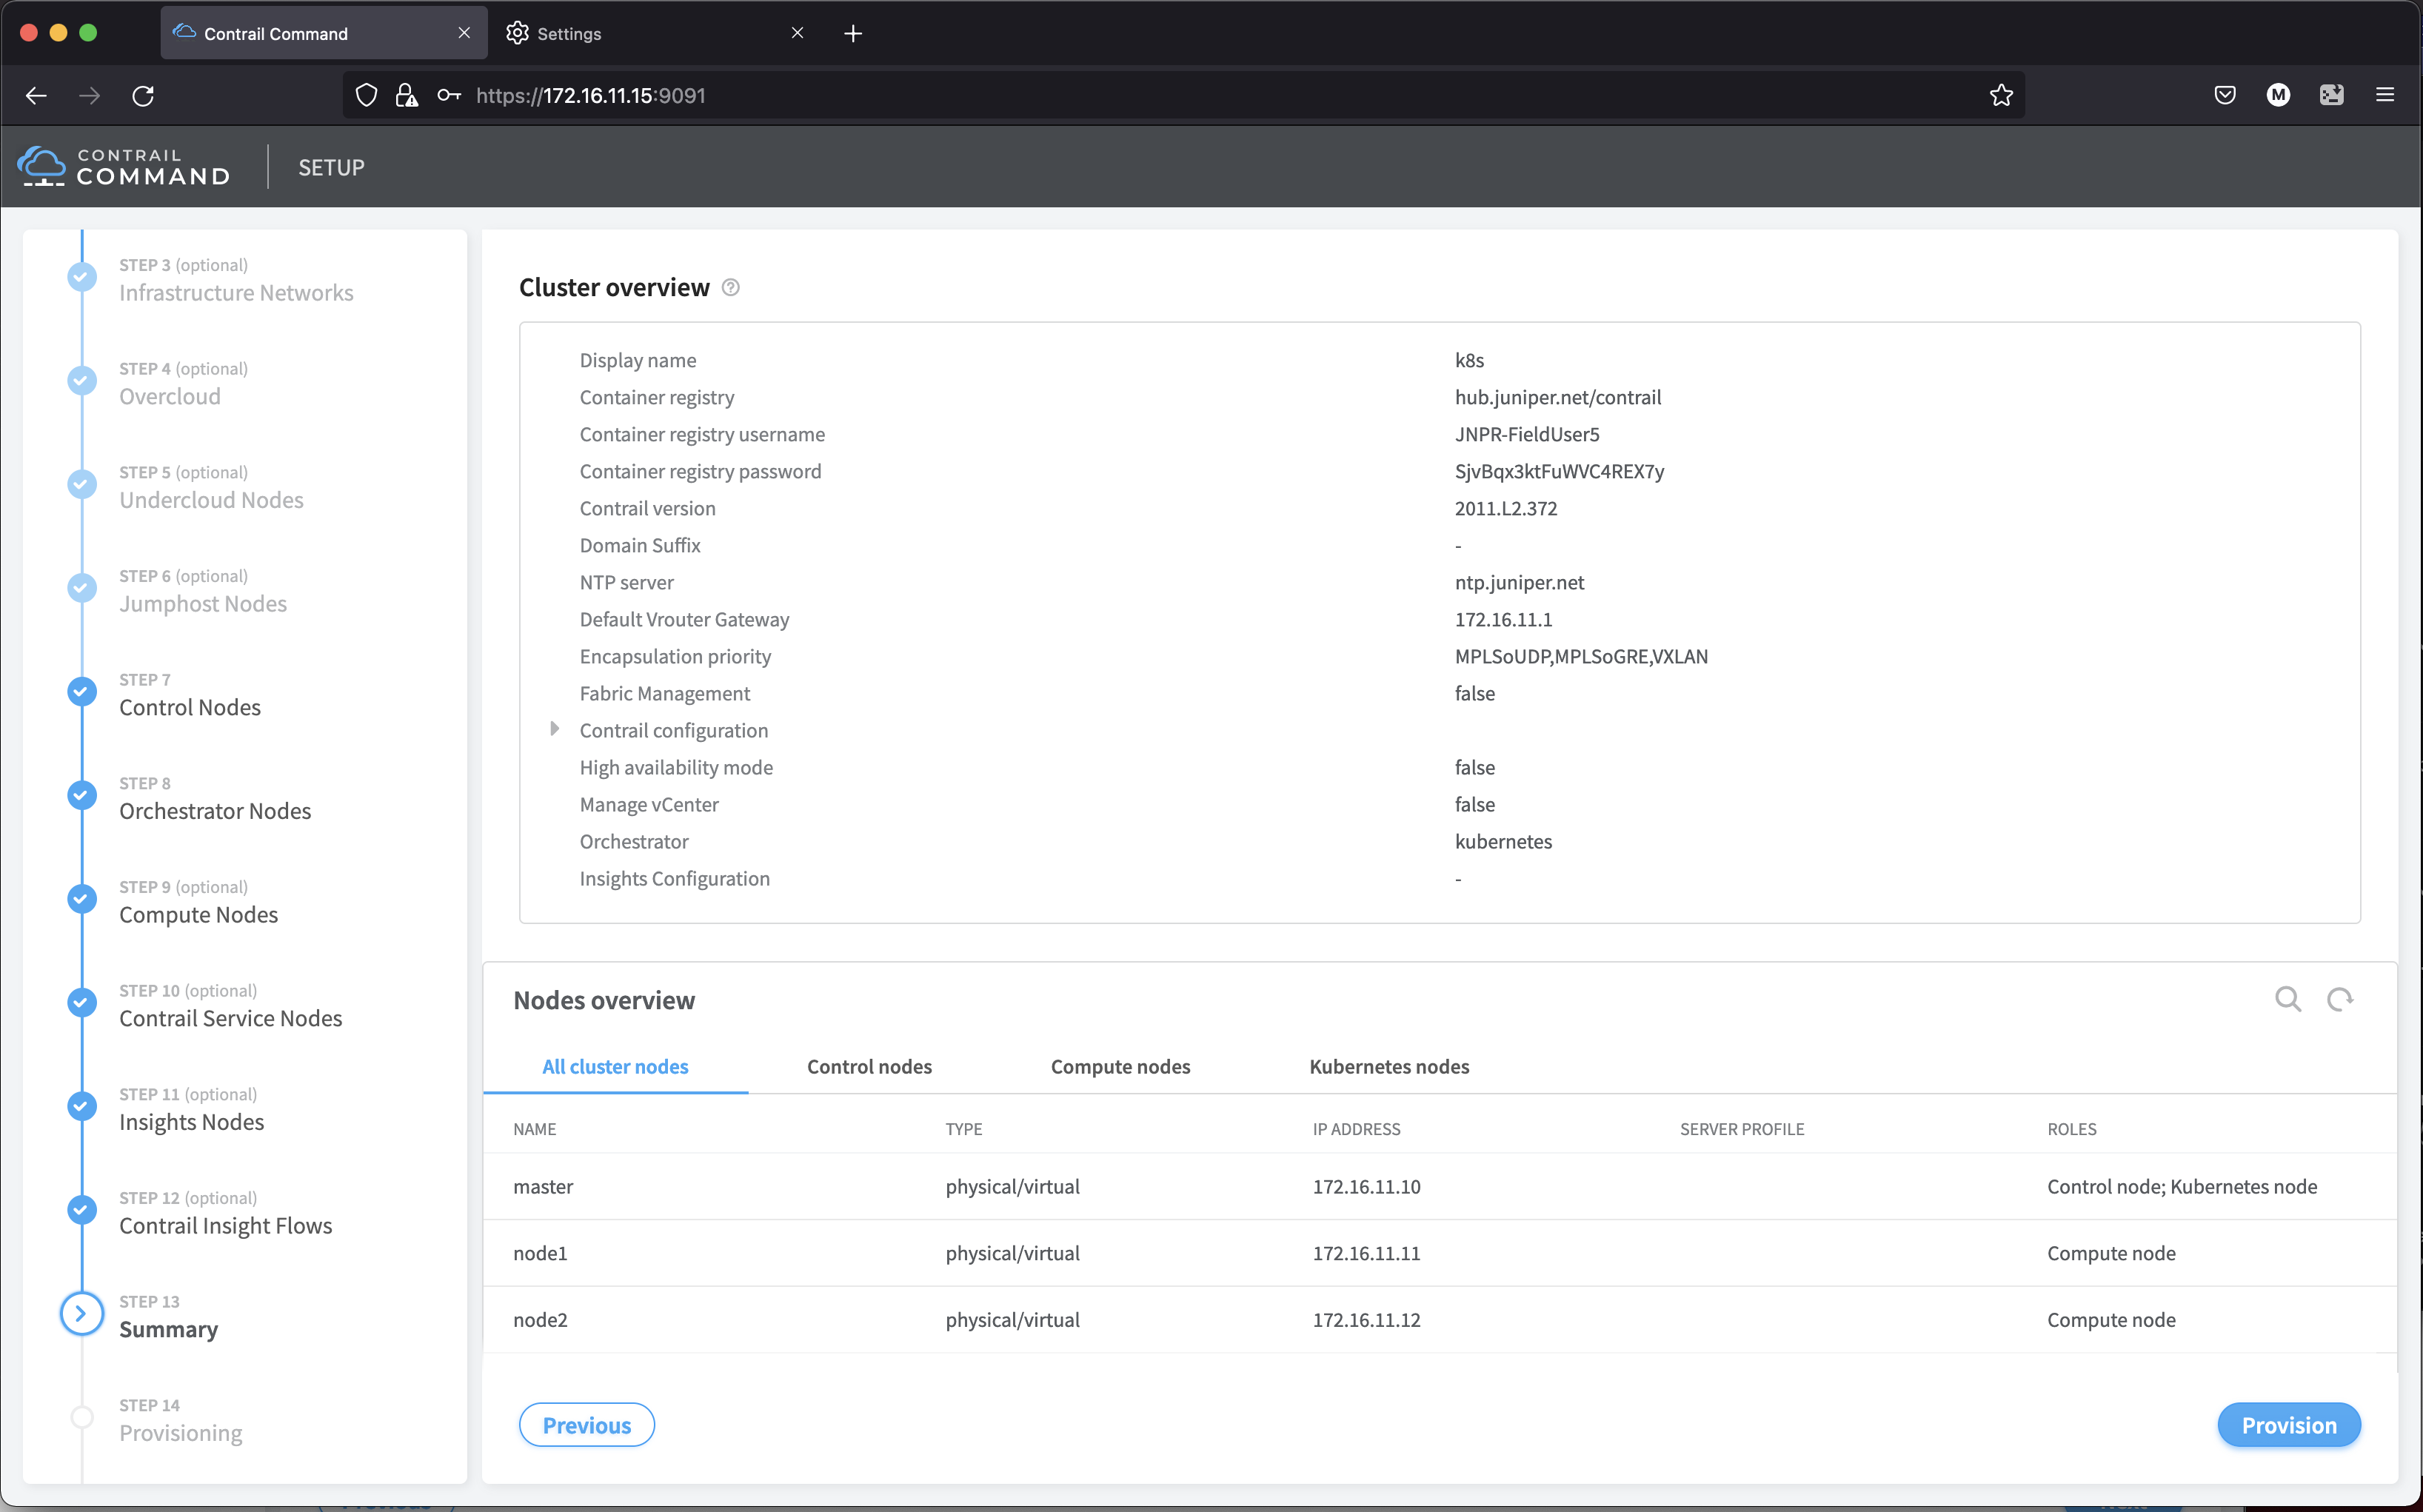 Contrail Command
Settings
https://172.16.11.15:9091
M
CONTRAIL
COMMAND
SETUP
STEP 3 (optional)
Infrastructure Networks
STEP 4 (optional)
Overcloud
STEP 5 (optional)
Undercloud Nodes
STEP 6 (optional)
Jumphost Nodes
STEP 7
Control Nodes
STEP 8
Orchestrator Nodes
STEP 9 (optional)
Compute Nodes
STEP 10 (optional)
Contrail Service Nodes
STEP 11 (optional)
Insights Nodes
STEP 12 (optional)
Contrail Insight Flows
STEP 13
Summary
STEP 14
Provisioning
Cluster overview ?
Display name k8s
Container registry hub.juniper.net/contrail
Container registry username JNPR-FieldUser5
Container registry password SjvBqx3ktFuWVC4REX7y
Contrail version 2011.L2.372
Domain Suffix -
NTP server ntp.juniper.net
Default Vrouter Gateway 172.16.11.1
Encapsulation priority MPLSoUDP,MPLSoGRE,VXLAN
Fabric Management false
Contrail configuration
High availability mode false
Manage vCenter false
Orchestrator kubernetes
Insights Configuration -
Nodes overview
All cluster nodes Control nodes Compute nodes Kubernetes nodes
NAME TYPE IP ADDRESS SERVER PROFILE ROLES
master physical/virtual 172.16.11.10 Control node; Kubernetes node
node1 physical/virtual 172.16.11.11 Compute node
node2 physical/virtual 172.16.11.12 Compute node
Previous Provision